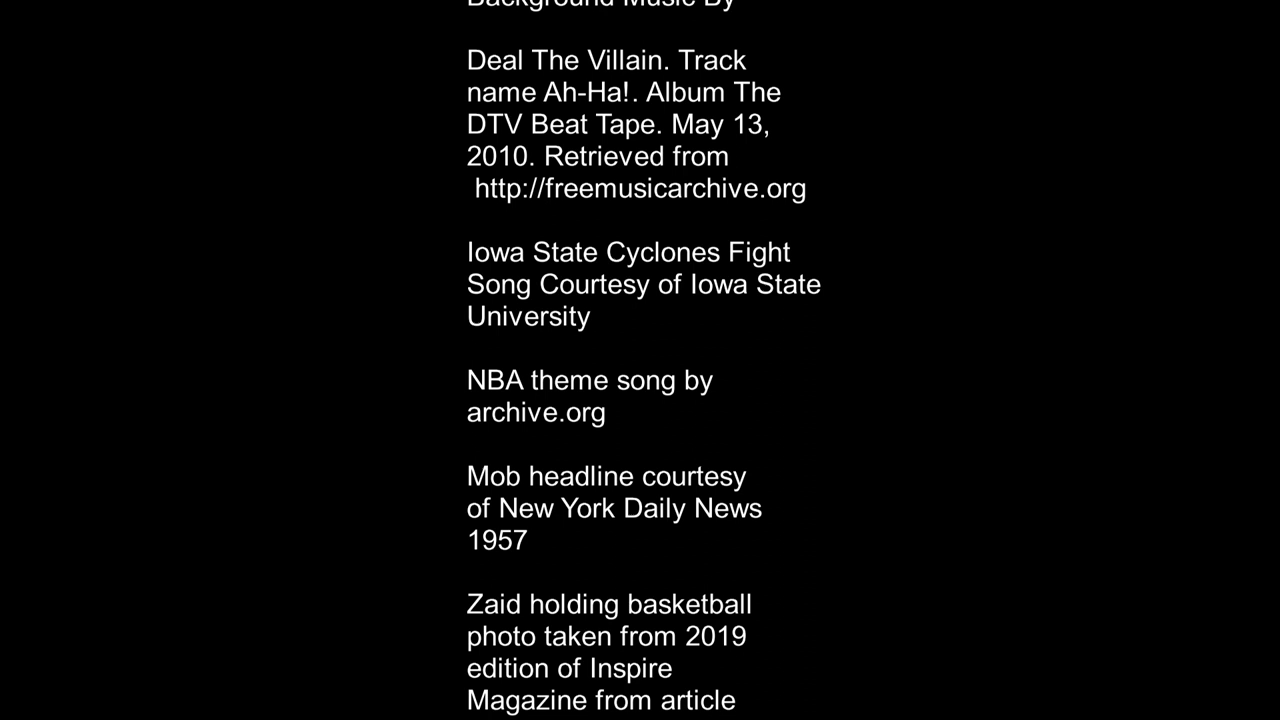 Background Music By
Deal The Villain. Track
name Ah-Ha!. Album The
DTV Beat Tape. May 13,
2010. Retrieved from
http://freemusicarchive.org
Iowa State Cyclones Fight
Song Courtesy of Iowa State
University
NBA theme song by
archive.org
Mob headline courtesy
of New York Daily News
1957
Zaid holding basketball
photo taken from 2019
edition of Inspire
Magazine from article